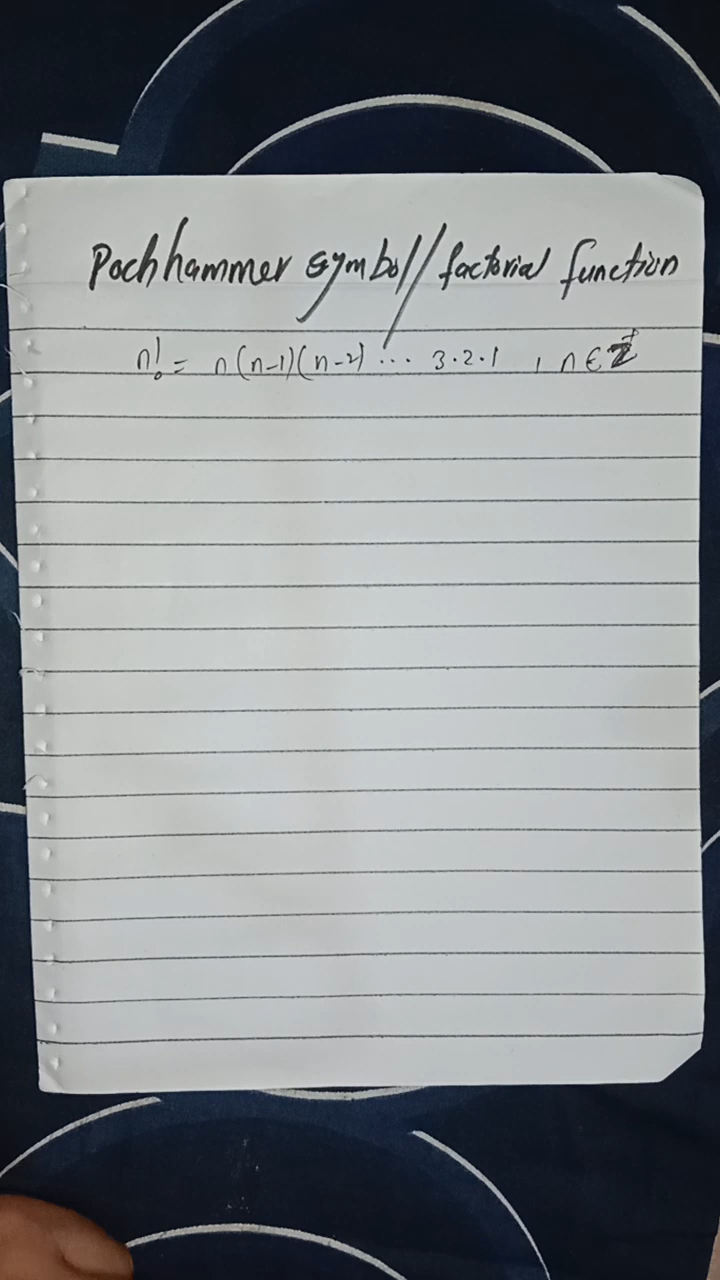 Pochhammer symbol // factorial function
n! = n(n-1)(n-2) ... 3.2.1 , n ∈ Z⁺